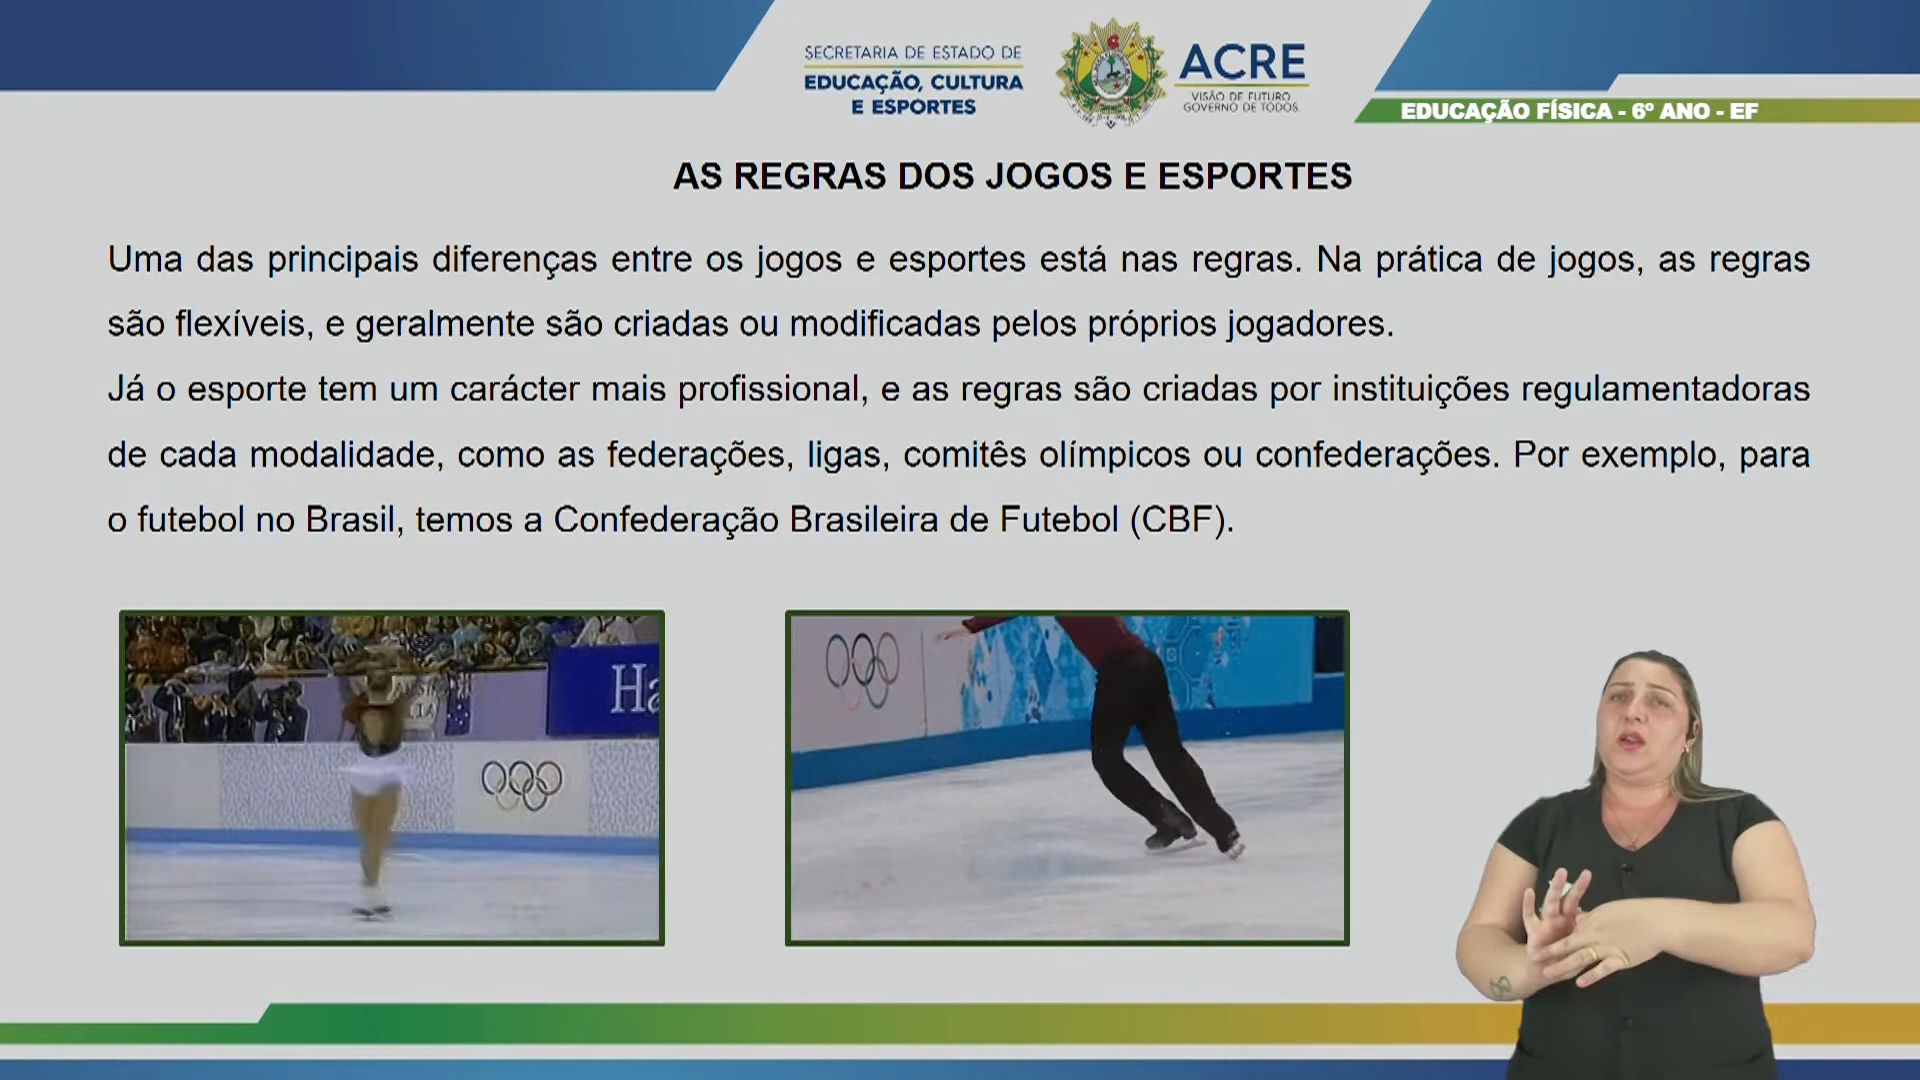 SECRETARIA DE ESTADO DE
EDUCAÇÃO, CULTURA
E ESPORTES
ACRE
VISÃO DE FUTURO
GOVERNO DE TODOS.
EDUCAÇÃO FÍSICA - 6º ANO - EF
AS REGRAS DOS JOGOS E ESPORTES
Uma das principais diferenças entre os jogos e esportes está nas regras. Na prática de jogos, as regras
são flexíveis, e geralmente são criadas ou modificadas pelos próprios jogadores.
Já o esporte tem um carácter mais profissional, e as regras são criadas por instituições regulamentadoras
de cada modalidade, como as federações, ligas, comitês olímpicos ou confederações. Por exemplo, para
o futebol no Brasil, temos a Confederação Brasileira de Futebol (CBF).
Ha